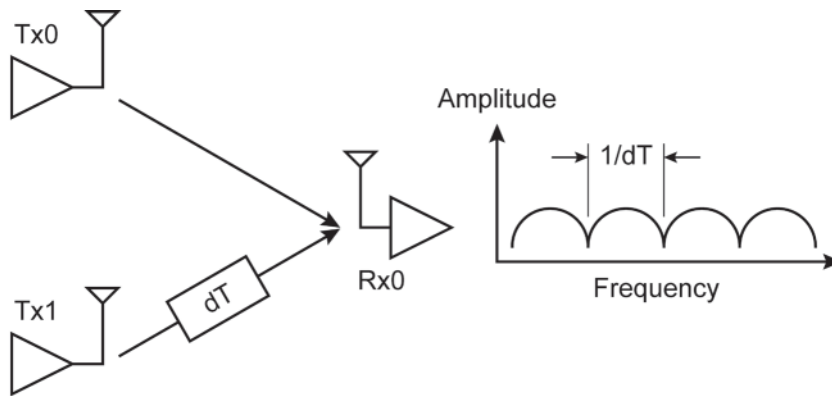 Tx0
Amplitude
1/dT
Rx0
Frequency
Tx1
dT